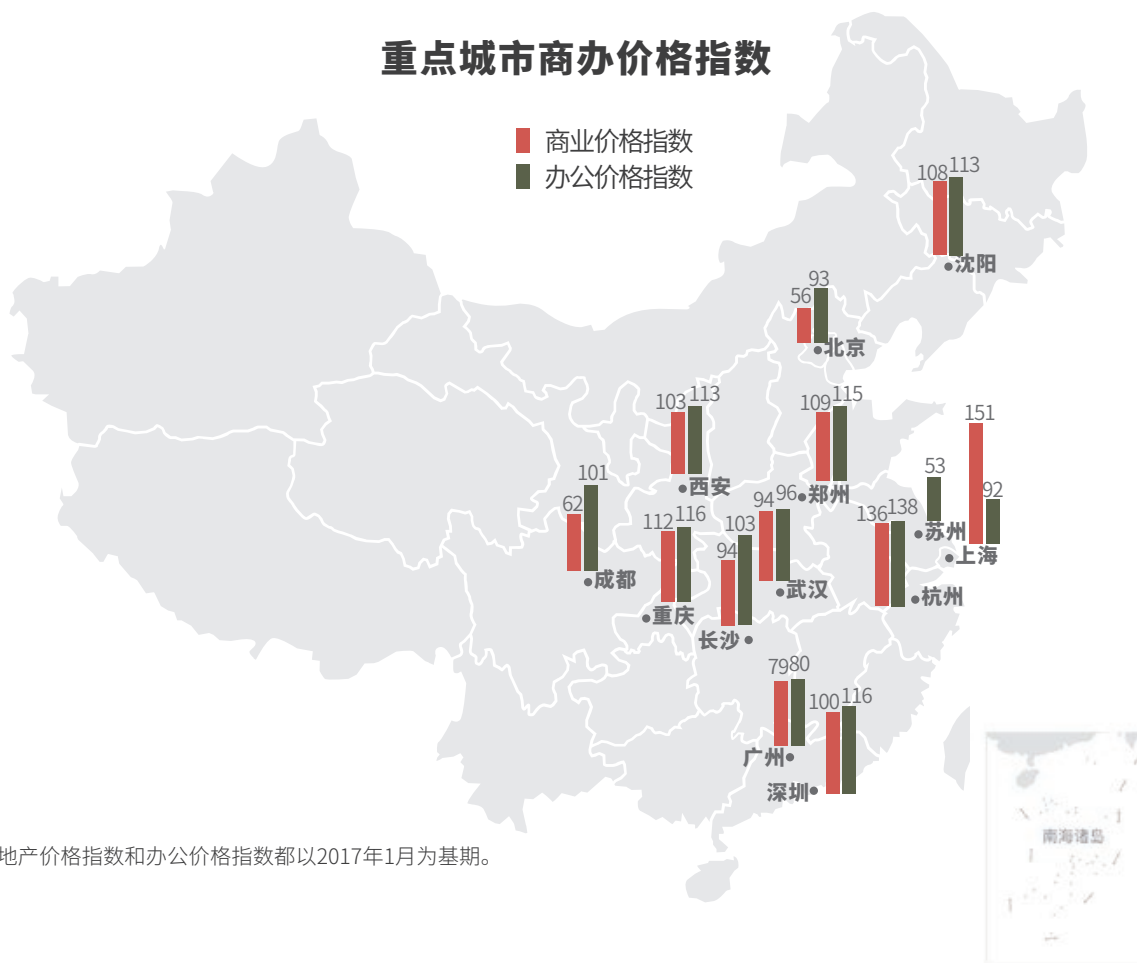 重点城市商办价格指数
商业价格指数
办公价格指数
108 113
沈阳
56 93
北京
103 113
西安
109 115
郑州
151 92
上海
53
苏州
62 101
成都
112 116
重庆
94 103
长沙
94 96
武汉
136 138
杭州
79 80
广州
100 116
深圳
南海诸岛
地产价格指数和办公价格指数都以2017年1月为基期。